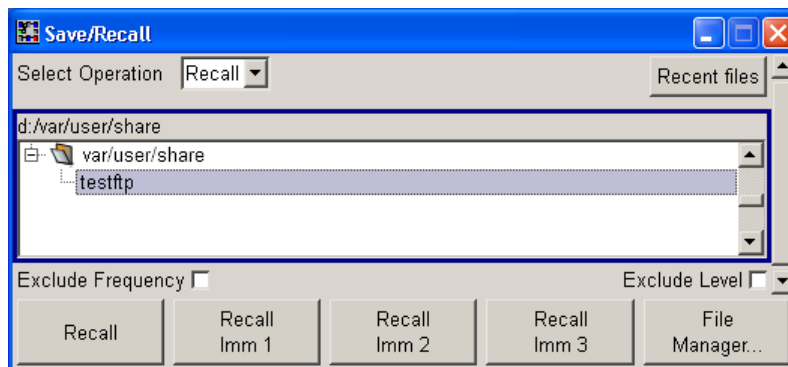 Save/Recall
Select Operation Recall Recent files
d:/var/user/share
var/user/share
testftp
Exclude Frequency Exclude Level
Recall Recall Imm 1 Recall Imm 2 Recall Imm 3 File Manager...